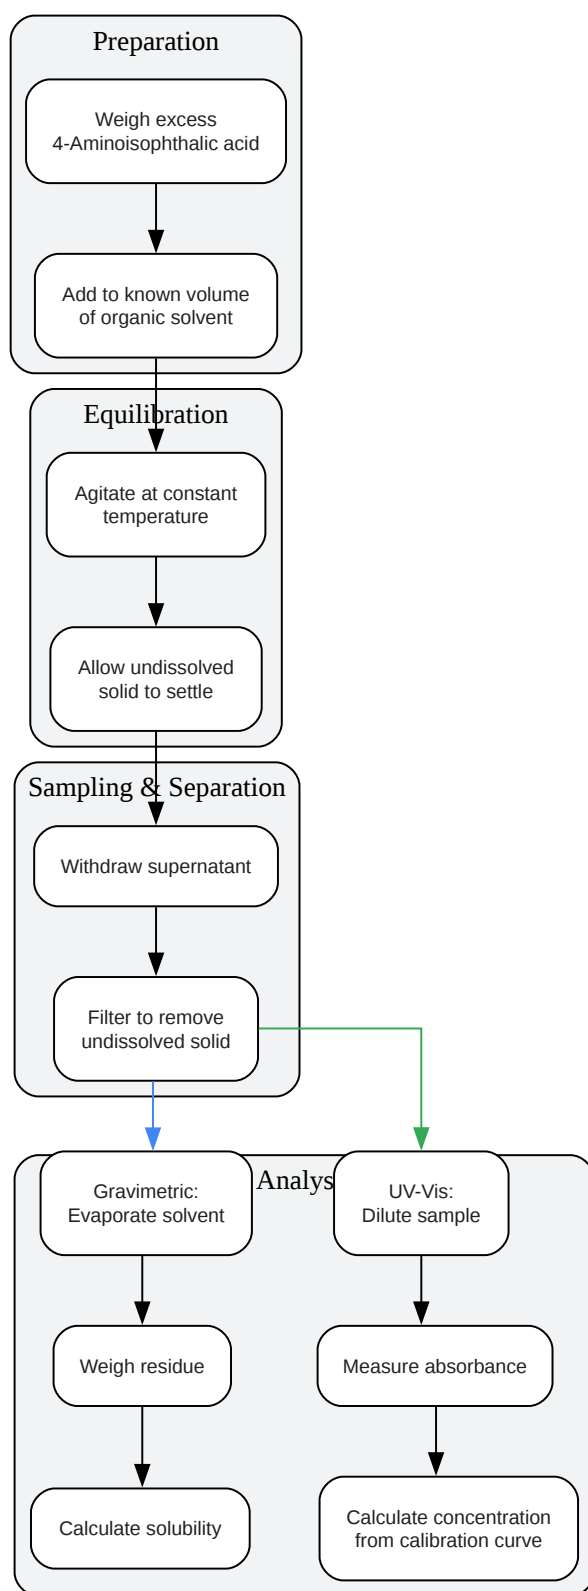 Preparation
Weigh excess
4-Aminoisophthalic acid
Add to known volume
of organic solvent
Equilibration
Agitate at constant
temperature
Allow undissolved
solid to settle
Sampling & Separation
Withdraw supernatant
Filter to remove
undissolved solid
Analys
Gravimetric:
Evaporate solvent
UV-Vis:
Dilute sample
Weigh residue
Measure absorbance
Calculate solubility
Calculate concentration
from calibration curve